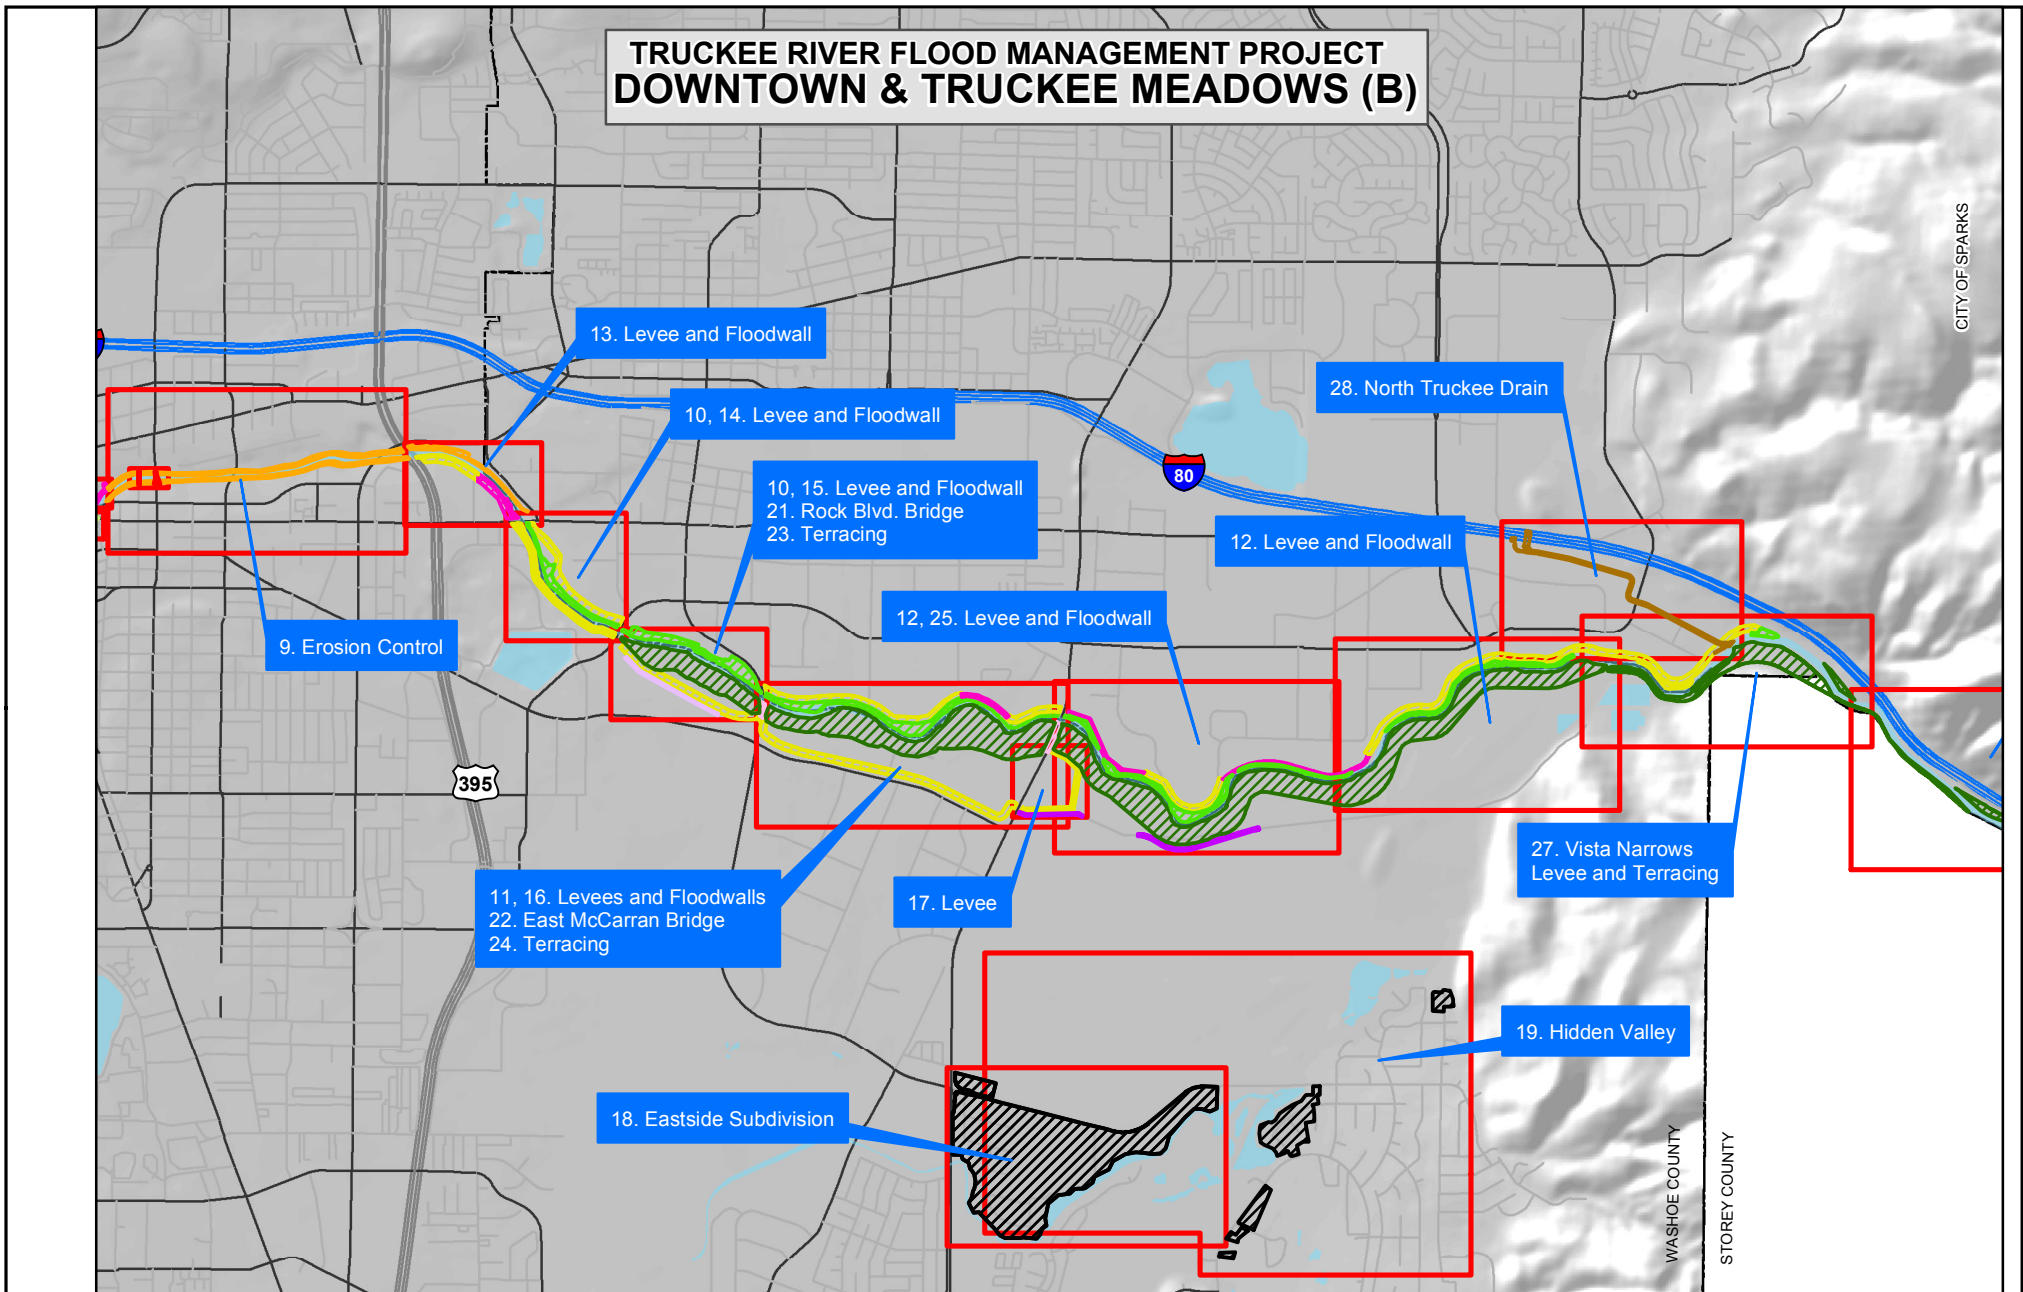 TRUCKEE RIVER FLOOD MANAGEMENT PROJECT
DOWNTOWN & TRUCKEE MEADOWS (B)
CITY OF SPARKS
13. Levee and Floodwall
10, 14. Levee and Floodwall
28. North Truckee Drain
80
10, 15. Levee and Floodwall
21. Rock Blvd. Bridge
23. Terracing
12. Levee and Floodwall
12, 25. Levee and Floodwall
9. Erosion Control
395
27. Vista Narrows
Levee and Terracing
11, 16. Levees and Floodwalls
22. East McCarran Bridge
24. Terracing
17. Levee
19. Hidden Valley
18. Eastside Subdivision
WASHOE COUNTY
STOREY COUNTY